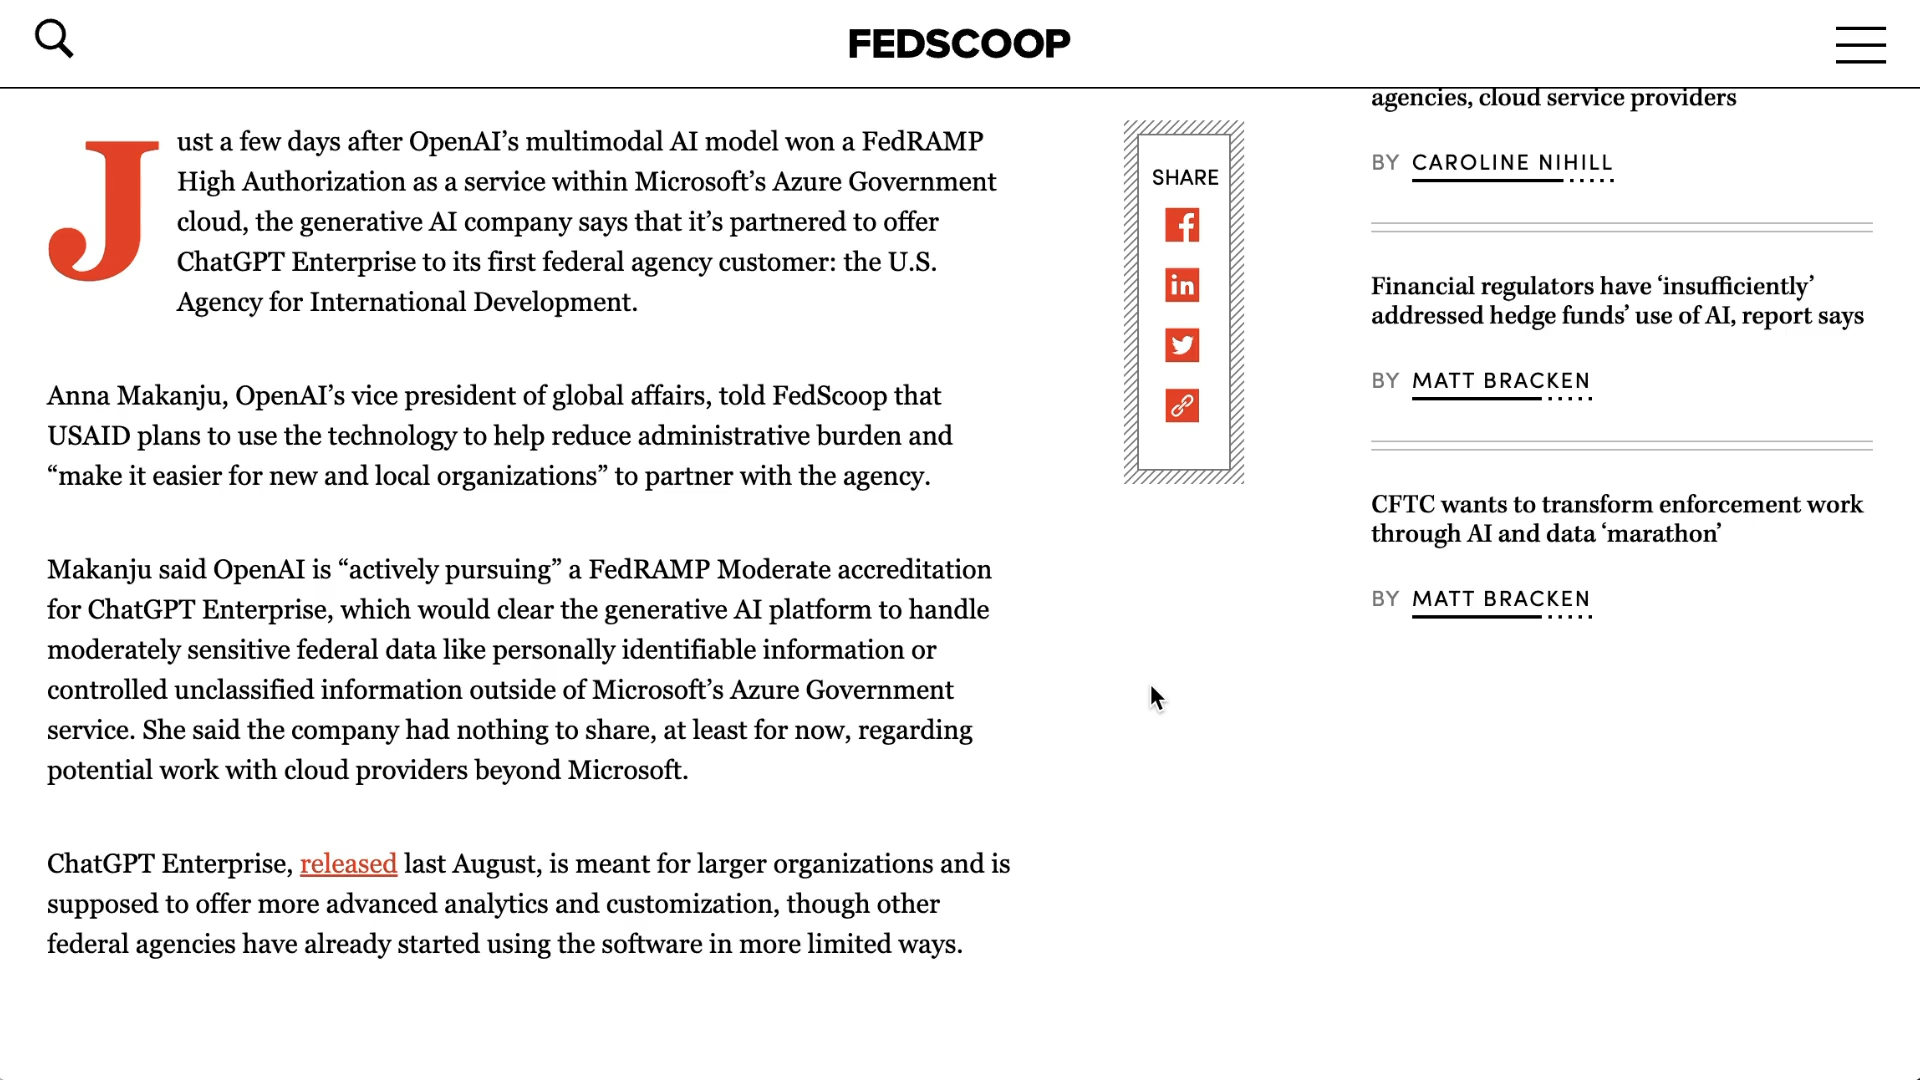 FEDSCOOP
Just a few days after OpenAI’s multimodal AI model won a FedRAMP
High Authorization as a service within Microsoft’s Azure Government
cloud, the generative AI company says that it’s partnered to offer
ChatGPT Enterprise to its first federal agency customer: the U.S.
Agency for International Development.
Anna Makanju, OpenAI’s vice president of global affairs, told FedScoop that
USAID plans to use the technology to help reduce administrative burden and
“make it easier for new and local organizations” to partner with the agency.
Makanju said OpenAI is “actively pursuing” a FedRAMP Moderate accreditation
for ChatGPT Enterprise, which would clear the generative AI platform to handle
moderately sensitive federal data like personally identifiable information or
controlled unclassified information outside of Microsoft’s Azure Government
service. She said the company had nothing to share, at least for now, regarding
potential work with cloud providers beyond Microsoft.
ChatGPT Enterprise, released last August, is meant for larger organizations and is
supposed to offer more advanced analytics and customization, though other
federal agencies have already started using the software in more limited ways.
SHARE
agencies, cloud service providers
BY CAROLINE NIHILL
Financial regulators have ‘insufficiently’
addressed hedge funds’ use of AI, report says
BY MATT BRACKEN
CFTC wants to transform enforcement work
through AI and data ‘marathon’
BY MATT BRACKEN